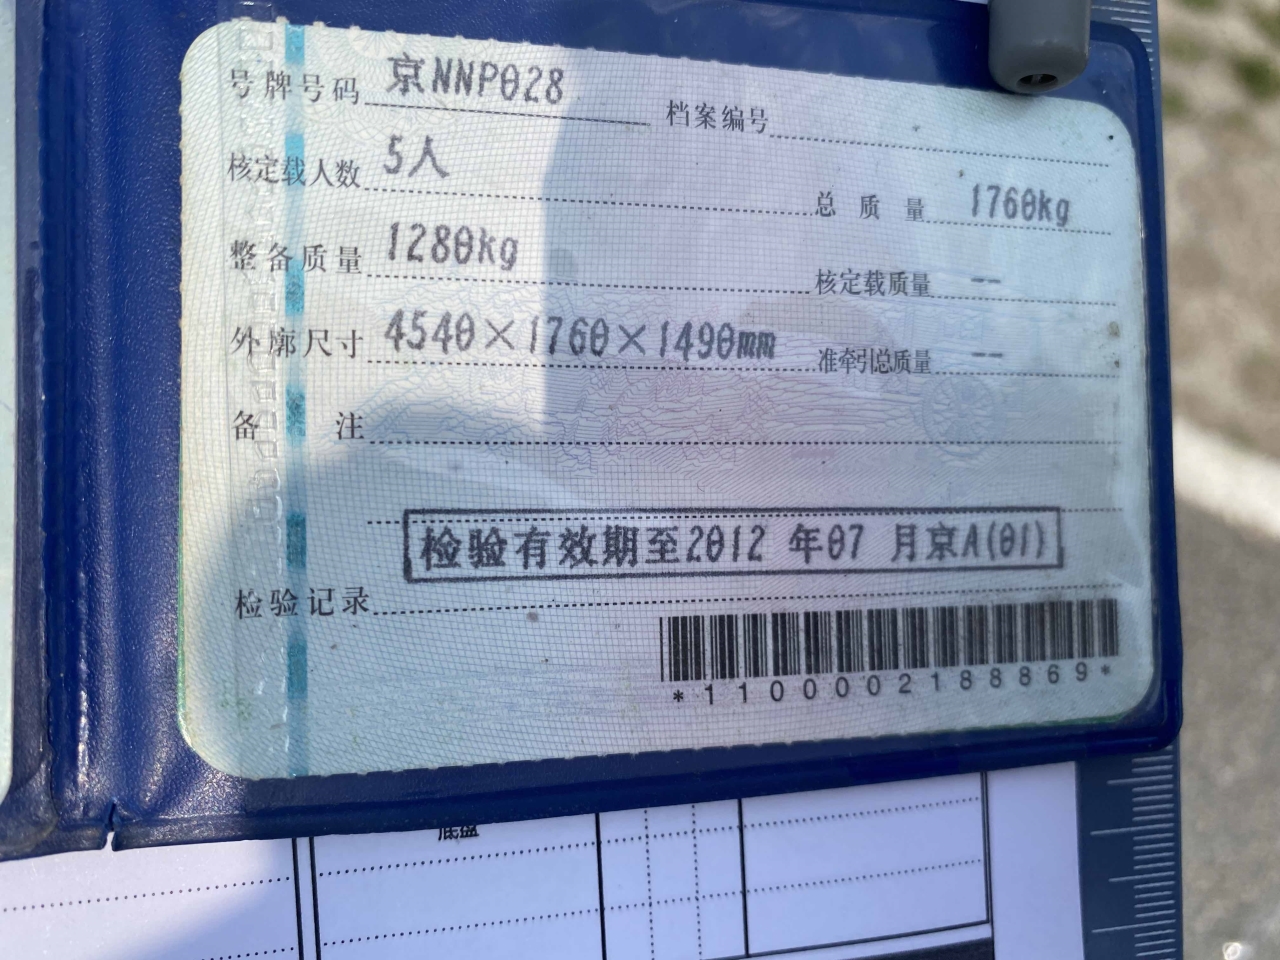 号牌号码 京NNP028 档案编号
核定载人数 5人 总质量 1760kg
整备质量 1280kg 核定载质量 --
外廓尺寸 4540×1760×1490mm 准牵引总质量 --
备注
检验有效期至2012 年07 月京A(01)
检验记录
*1100002188869*
底盘